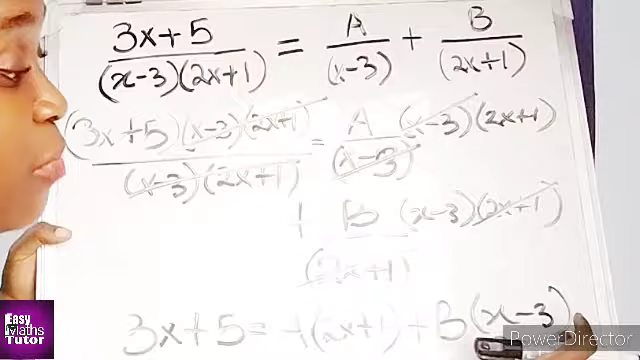 3x+5 / (x-3)(2x+1) = A / (x-3) + B / (2x+1)
(3x+5)(x-3)(2x+1) / (x-3)(2x+1) = A / (x-3) (x-3)(2x+1)
+ B / (2x+1) (x-3)(2x+1)
3x+5 = A(2x+1) + B(x-3)
Easy
Maths
Tutor
PowerDirector